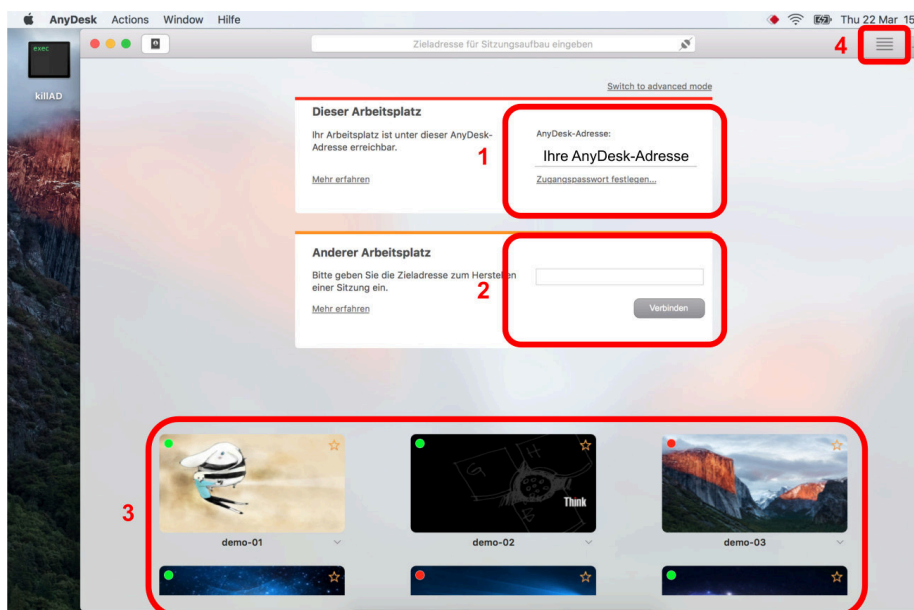 AnyDesk Actions Window Hilfe
Thu 22 Mar 15
exec
killAD
Zieladresse für Sitzungsaufbau eingeben
4
Switch to advanced mode
Dieser Arbeitsplatz
Ihr Arbeitsplatz ist unter dieser AnyDesk-
Adresse erreichbar.
Mehr erfahren
1
AnyDesk-Adresse:
Ihre AnyDesk-Adresse
Zugangspasswort festlegen...
Anderer Arbeitsplatz
Bitte geben Sie die Zieladresse zum Herstellen
einer Sitzung ein.
Mehr erfahren
2
Verbinden
3
Think
demo-01
demo-02
demo-03